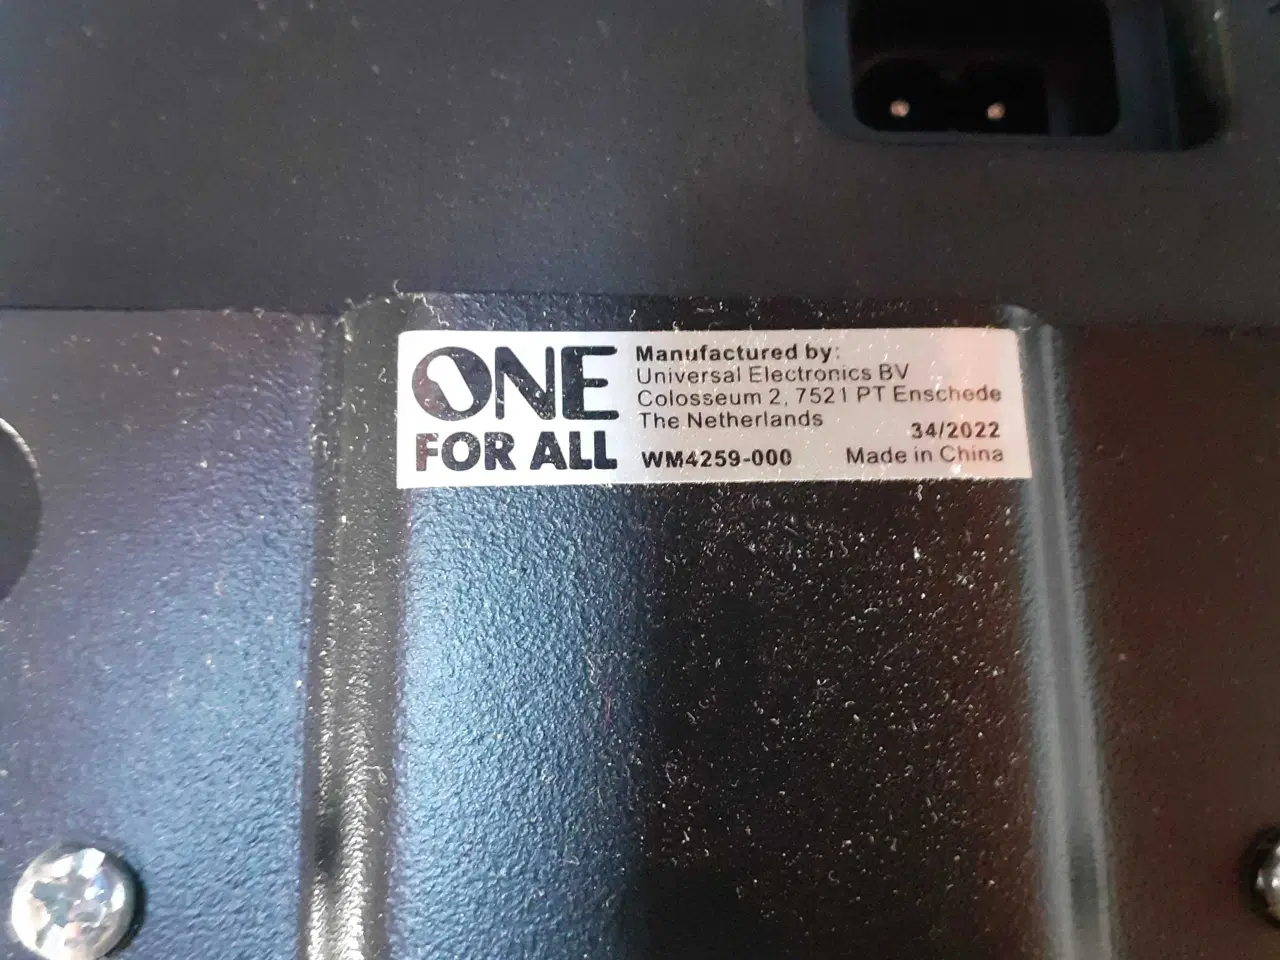 ONE
FOR ALL
Manufactured by:
Universal Electronics BV
Colosseum 2, 7521 PT Enschede
The Netherlands
34/2022
WM4259-000 Made in China